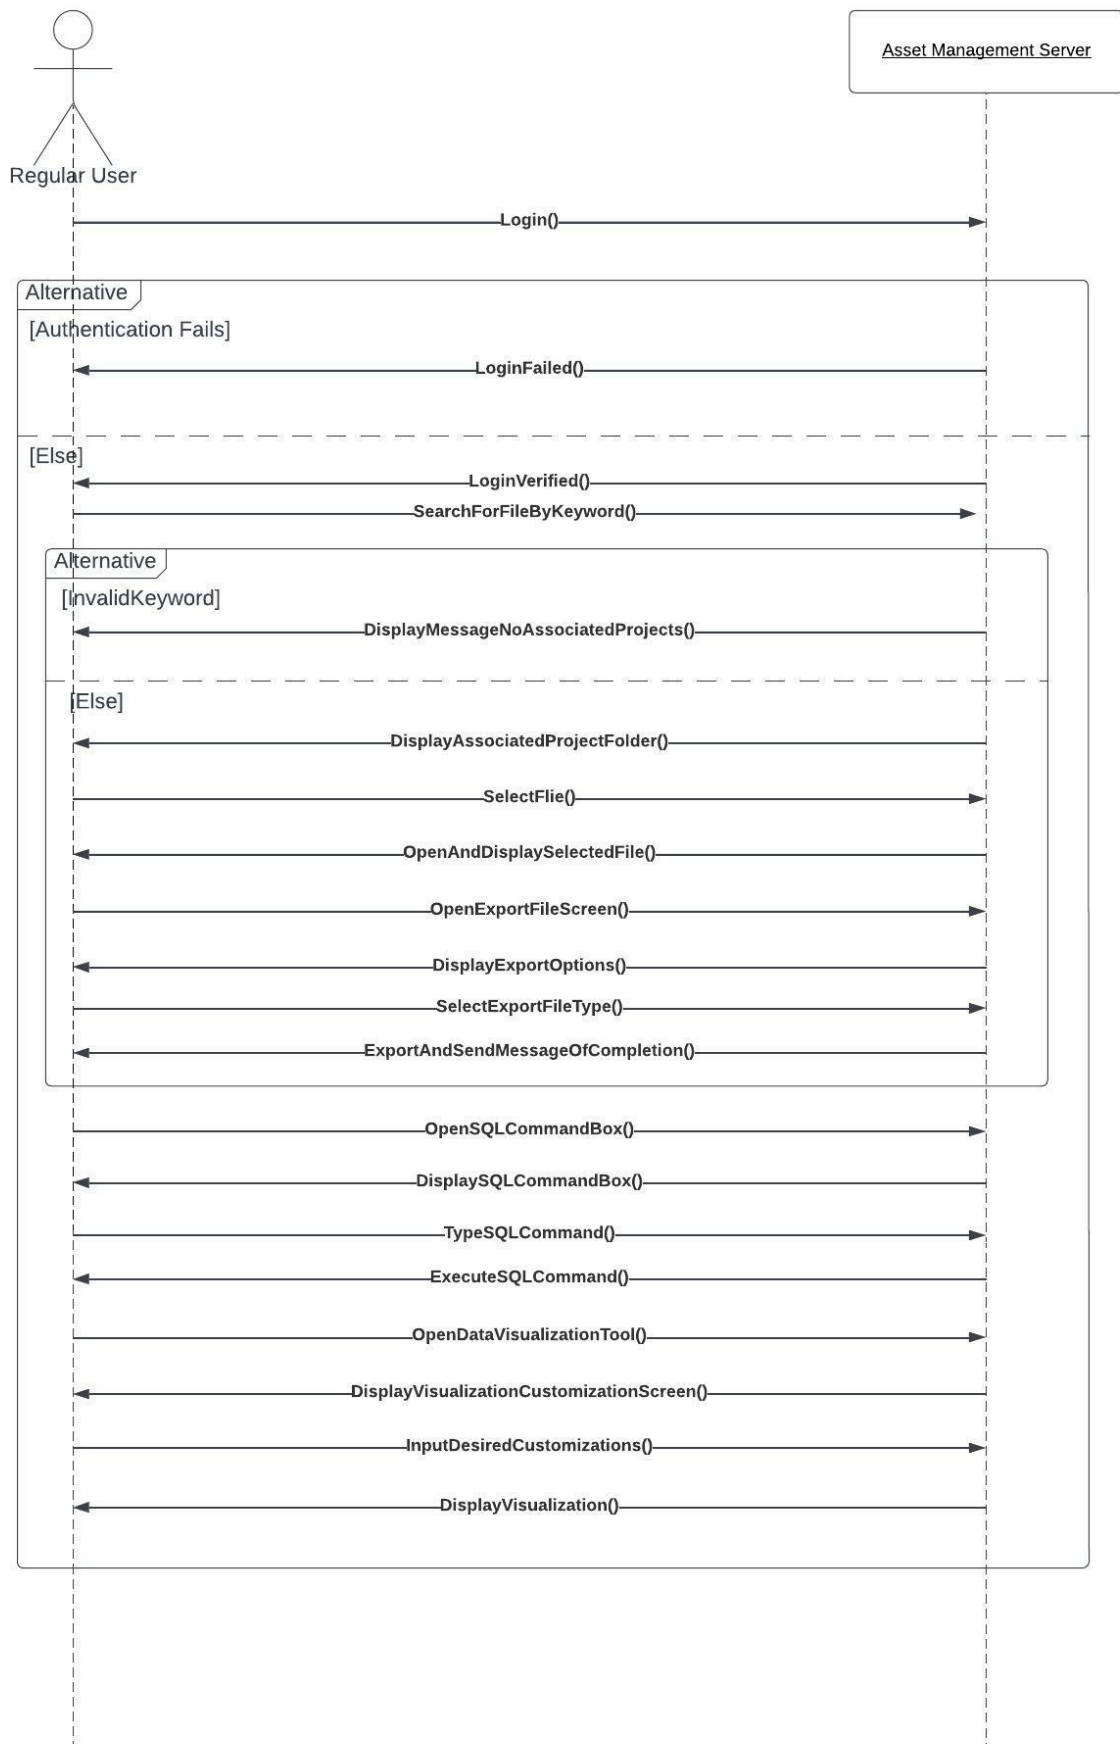 Asset Management Server
Regular User
Login()
Alternative
[Authentication Fails]
LoginFailed()
[Else]
LoginVerified()
SearchForFileByKeyword()
Alternative
[InvalidKeyword]
DisplayMessageNoAssociatedProjects()
[Else]
DisplayAssociatedProjectFolder()
SelectFlie()
OpenAndDisplaySelectedFile()
OpenExportFileScreen()
DisplayExportOptions()
SelectExportFileType()
ExportAndSendMessageOfCompletion()
OpenSQLCommandBox()
DisplaySQLCommandBox()
TypeSQLCommand()
ExecuteSQLCommand()
OpenDataVisualizationTool()
DisplayVisualizationCustomizationScreen()
InputDesiredCustomizations()
DisplayVisualization()